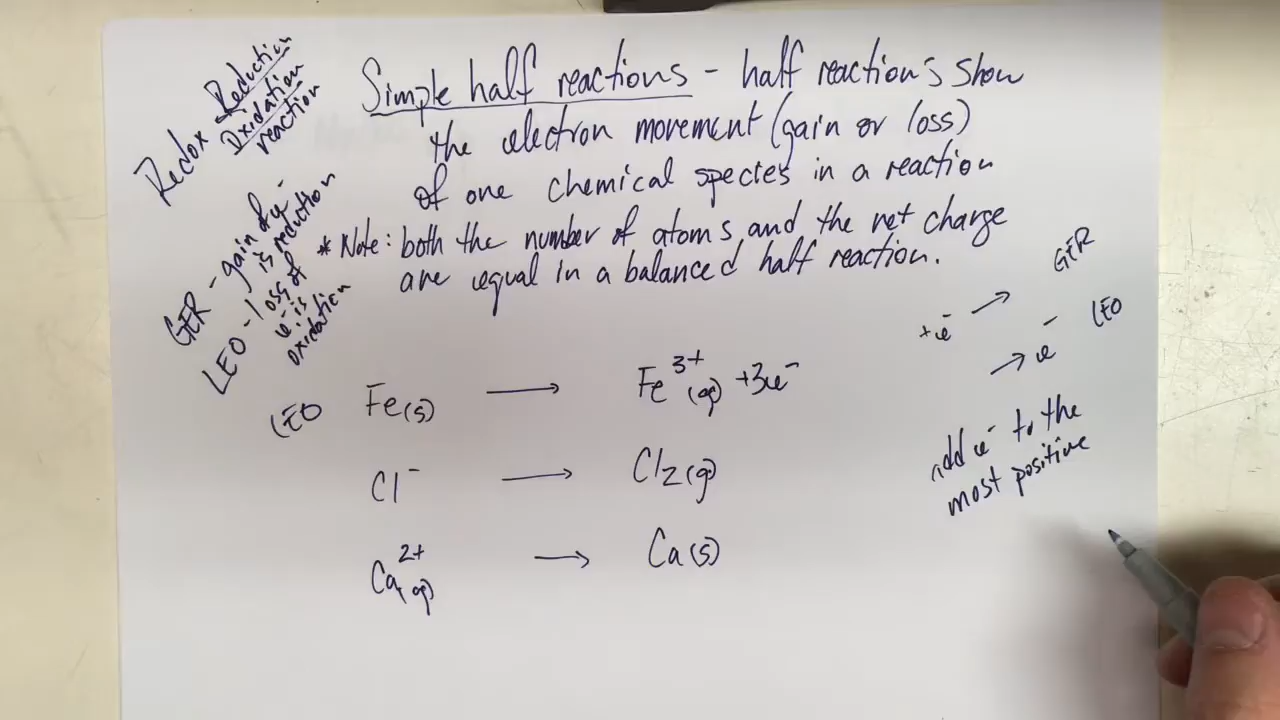 Redox - Reduction
Oxidation
reaction
GER - gain of e⁻
is reduction
LEO - loss of
e⁻ is
oxidation
Simple half reactions - half reaction's show
the electron movement (gain or loss)
of one chemical species in a reaction
* Note: both the number of atoms and the net charge
are equal in a balanced half reaction.
+e⁻ → GER
→ e⁻ LEO
LEO Fe(s) → Fe³⁺(aq) +3e⁻
Cl⁻ → Cl₂(g)
Ca²⁺(aq) → Ca(s)
add e⁻ to the
most positive